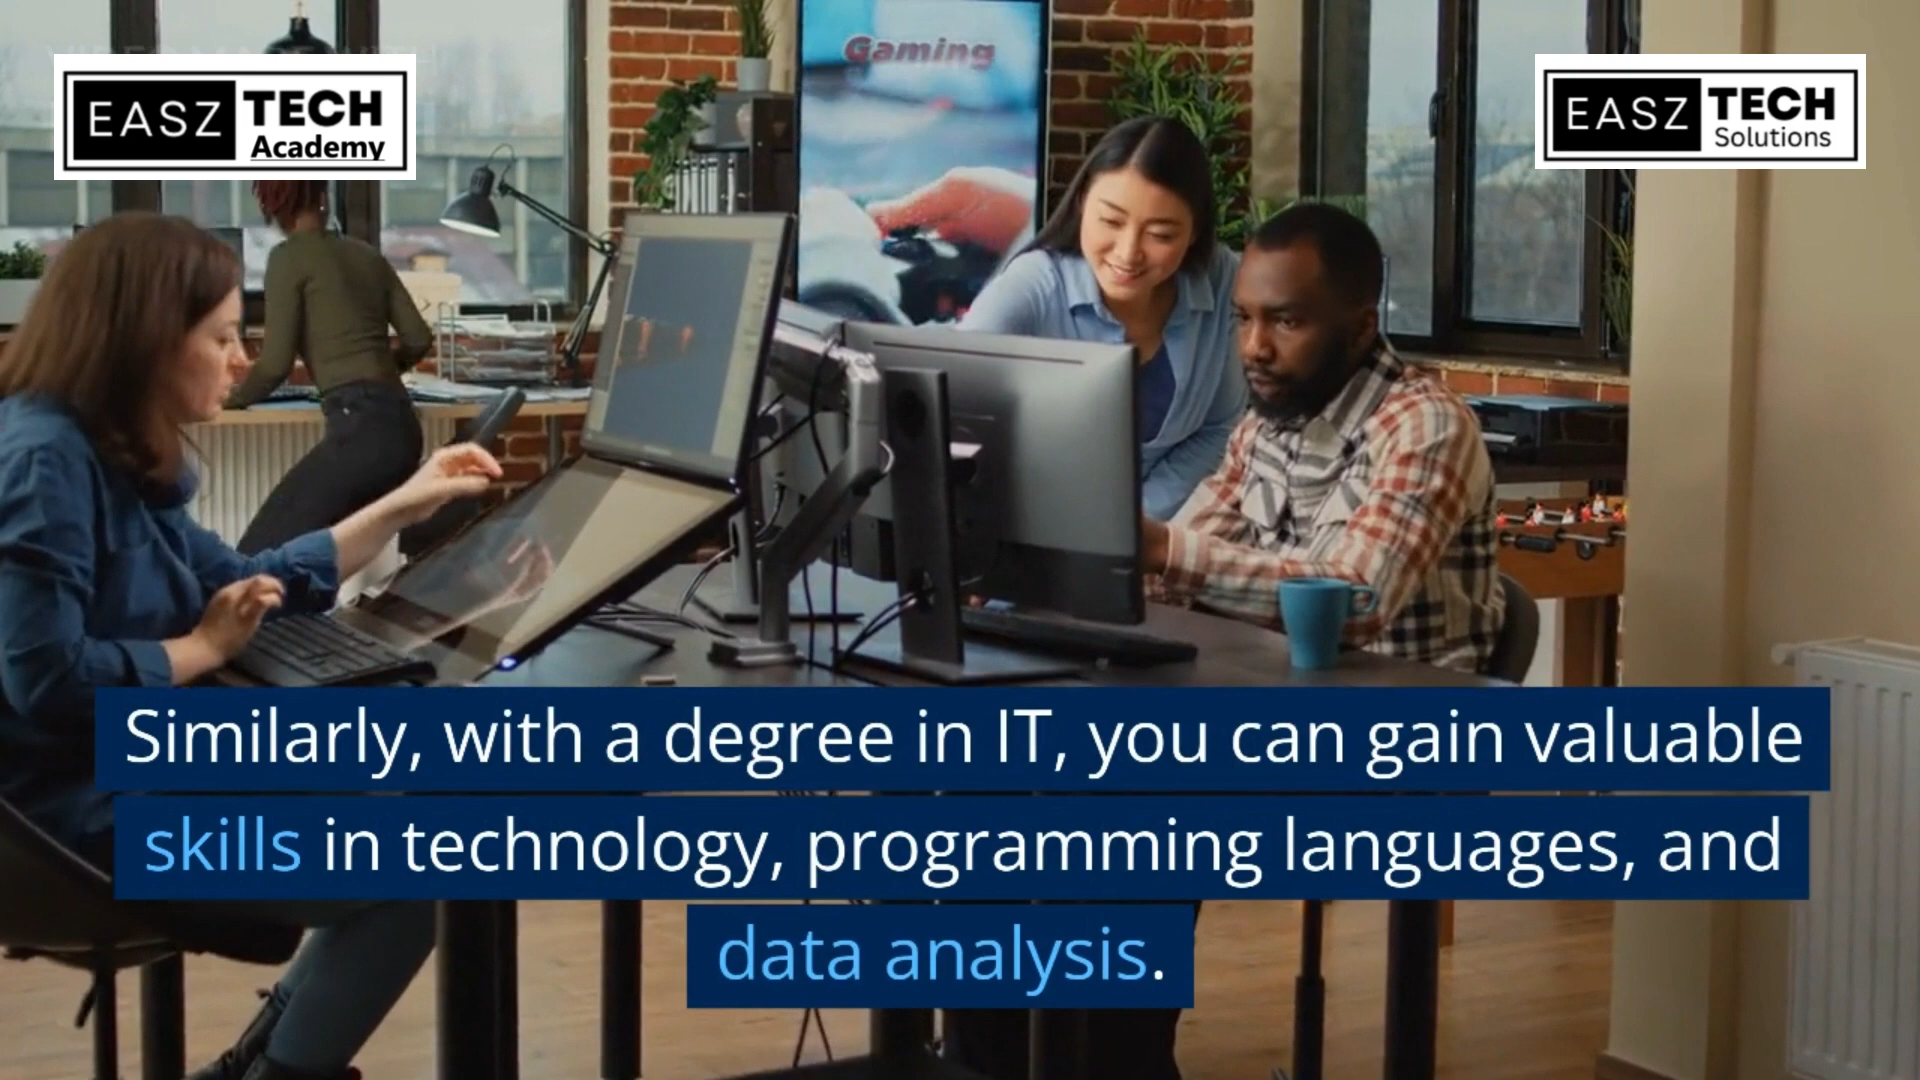 EASZ TECH
Academy
EASZ TECH
Solutions
Gaming
Similarly, with a degree in IT, you can gain valuable
skills in technology, programming languages, and
data analysis.